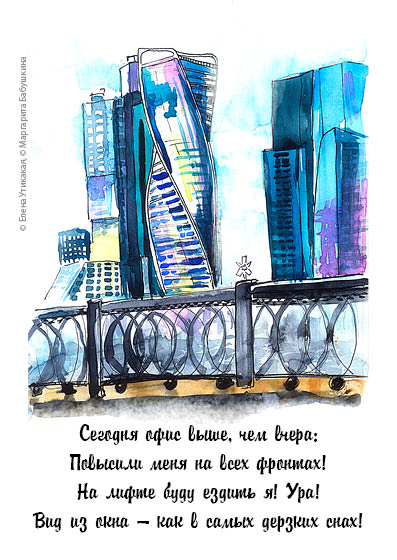 © Елена Утикакая, © Маргарита Бабушкина
Сегодня офис выше, чем вчера:
Повысили меня на всех фронтах!
На лифте буду ездить я! Ура!
Вид из окна – как в самых дерзких снах!